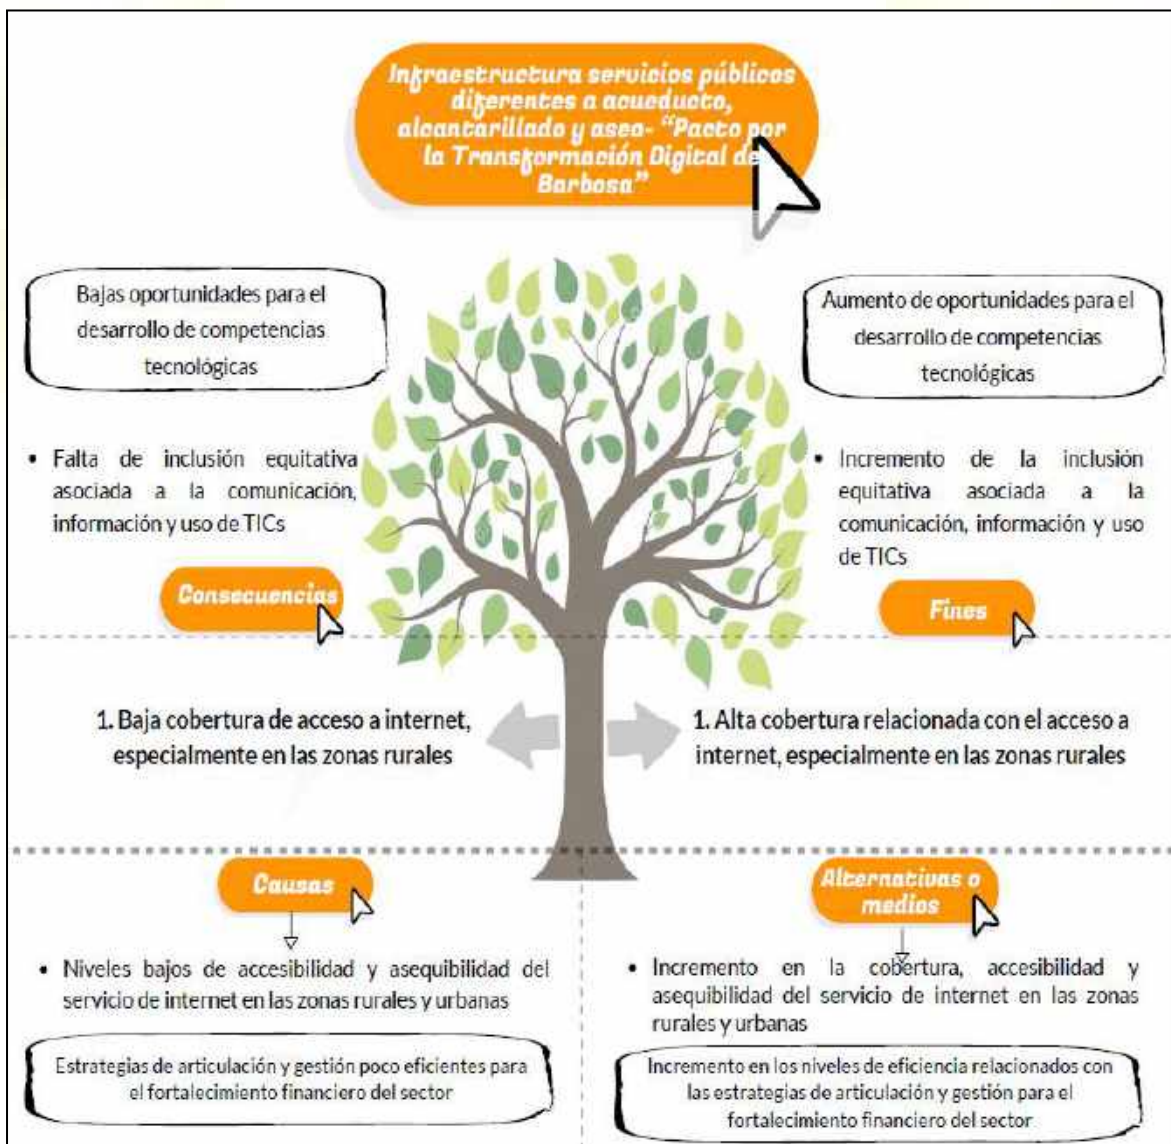 Infraestructura servicios públicos
diferentes a acueducto,
alcantarillado y aseo- “Pacto por
la Transformación Digital de
Barbosa”
Bajas oportunidades para el
desarrollo de competencias
tecnológicas
Aumento de oportunidades para el
desarrollo de competencias
tecnológicas
• Falta de inclusión equitativa
asociada a la comunicación,
información y uso de TICs
• Incremento de la inclusión
equitativa asociada a la
comunicación, información y uso
de TICs
Consecuencias
Fines
1. Baja cobertura de acceso a internet,
especialmente en las zonas rurales
1. Alta cobertura relacionada con el acceso a
internet, especialmente en las zonas rurales
Causas
Alternativas o
medios
• Niveles bajos de accesibilidad y asequibilidad del
servicio de internet en las zonas rurales y urbanas
• Incremento en la cobertura, accesibilidad y
asequibilidad del servicio de internet en las zonas
rurales y urbanas
Estrategias de articulación y gestión poco eficientes para
el fortalecimiento financiero del sector
Incremento en los niveles de eficiencia relacionados con
las estrategias de articulación y gestión para el
fortalecimiento financiero del sector